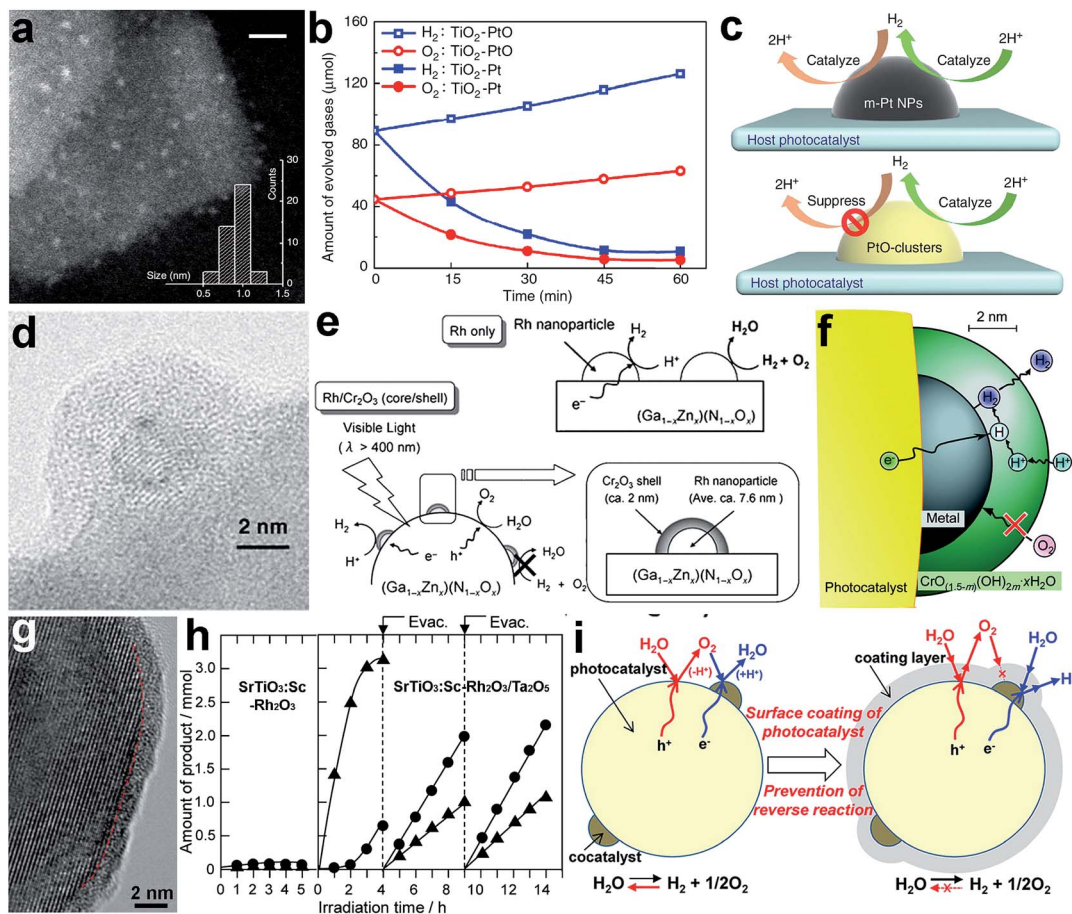 a
30
20
10
0
Counts
Size (nm)
0.5
1.0
1.5
b
H₂ : TiO₂-PtO
O₂ : TiO₂-PtO
H₂ : TiO₂-Pt
O₂ : TiO₂-Pt
Amount of evolved gases (μmol)
160
120
80
40
0
0 15 30 45 60
Time (min)
c
H₂
2H⁺
2H⁺
Catalyze
Catalyze
m-Pt NPs
Host photocatalyst
H₂
2H⁺
2H⁺
Suppress
Catalyze
PtO-clusters
Host photocatalyst
d
2 nm
e
Rh only
Rh nanoparticle
H₂
H⁺
e⁻
H₂O
H₂ + O₂
(Ga₁₋ₓZnₓ)(N₁₋ₓOₓ)
Rh/Cr₂O₃ (core/shell)
Visible Light
(λ > 400 nm)
H₂
H⁺
e⁻
h⁺
O₂
H₂O
H₂O
H₂ + O₂
(Ga₁₋ₓZnₓ)(N₁₋ₓOₓ)
Cr₂O₃ shell
(ca. 2 nm)
Rh nanoparticle
(Ave. ca. 7.6 nm)
(Ga₁₋ₓZnₓ)(N₁₋ₓOₓ)
f
2 nm
H₂
H₂
H
H⁺
H⁺
e⁻
Metal
O₂
Photocatalyst
CrO₍₁.₅₋ₘ₎(OH)₂ₘ·xH₂O
g
2 nm
h
Evac.
Evac.
SrTiO₃:Sc
-Rh₂O₃
SrTiO₃:Sc-Rh₂O₃/Ta₂O₅
Amount of product / mmol
3.0
2.5
2.0
1.5
1.0
0.5
0
0 1 2 3 4 5
0 2 4 6 8 10 12 14
Irradiation time / h
i
photocatalyst
H₂O
O₂
(-H⁺)
H₂O
(+H⁺)
h⁺
e⁻
cocatalyst
H₂O
H₂ + 1/2O₂
Surface coating of
photocatalyst
Prevention of
reverse reaction
coating layer
H₂O
O₂
H₂O
H
h⁺
e⁻
H₂O
H₂ + 1/2O₂